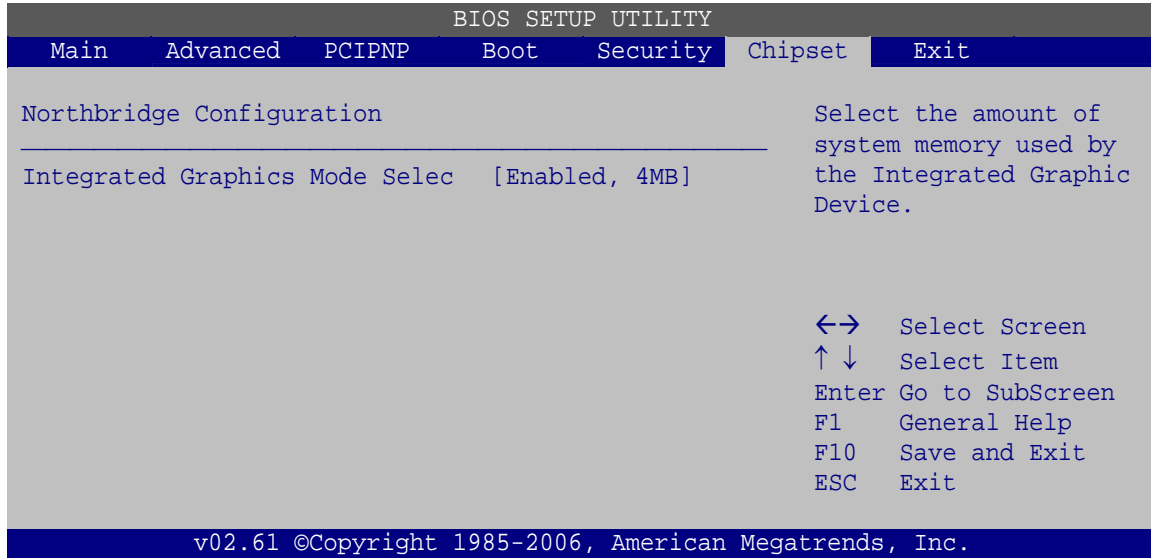 BIOS SETUP UTILITY
Main Advanced PCIPNP Boot Security Chipset Exit
Northbridge Configuration
Integrated Graphics Mode Selec [Enabled, 4MB]
Select the amount of
system memory used by
the Integrated Graphic
Device.
←→ Select Screen
↑ ↓ Select Item
Enter Go to SubScreen
F1 General Help
F10 Save and Exit
ESC Exit
v02.61 ©Copyright 1985-2006, American Megatrends, Inc.